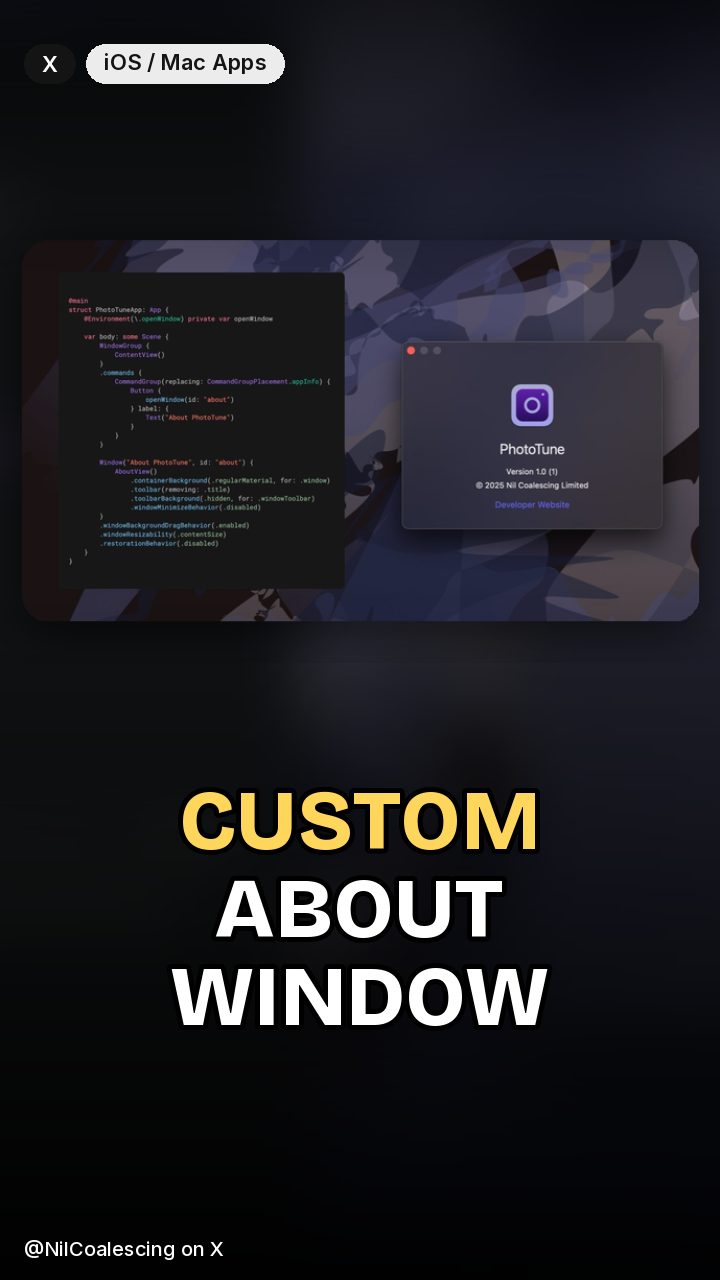 X
iOS / Mac Apps
@main
struct PhotoTuneApp: App {
    @Environment(\.openWindow) private var openWindow
    var body: some Scene {
        WindowGroup {
            ContentView()
        }
        .commands {
            CommandGroup(replacing: CommandGroupPlacement.appInfo) {
                Button {
                    openWindow(id: "about")
                } label: {
                    Text("About PhotoTune")
                }
            }
        }
        Window("About PhotoTune", id: "about") {
            AboutView()
                .containerBackground(.regularMaterial, for: .window)
                .toolbar(removing: .title)
                .toolbarBackground(.hidden, for: .windowToolbar)
                .windowMinimizeBehavior(.disabled)
        }
        .windowBackgroundDragBehavior(.enabled)
        .windowResizability(.contentSize)
        .restorationBehavior(.disabled)
    }
}
PhotoTune
Version 1.0 (1)
© 2025 Nil Coalescing Limited
Developer Website
CUSTOM
ABOUT
WINDOW
@NilCoalescing on X